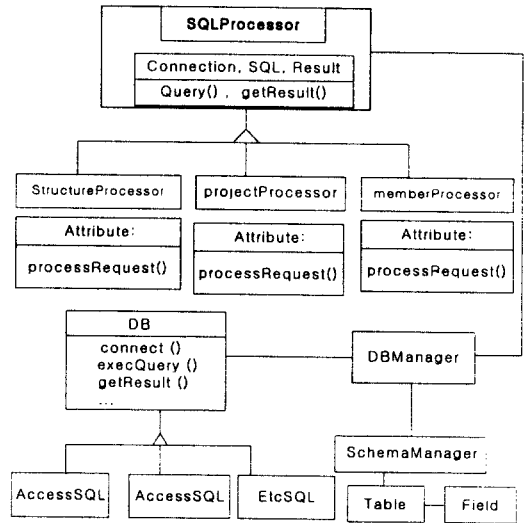 SQLProcessor
Connection, SQL, Result
Query() , getResult()
StructureProcessor
projectProcessor
memberProcessor
Attribute:
processRequest()
Attribute:
processRequest()
Attribute:
processRequest()
DB
connect ()
execQuery ()
getResult ()
...
DBManager
SchemaManager
AccessSQL
AccessSQL
EtcSQL
Table
Field